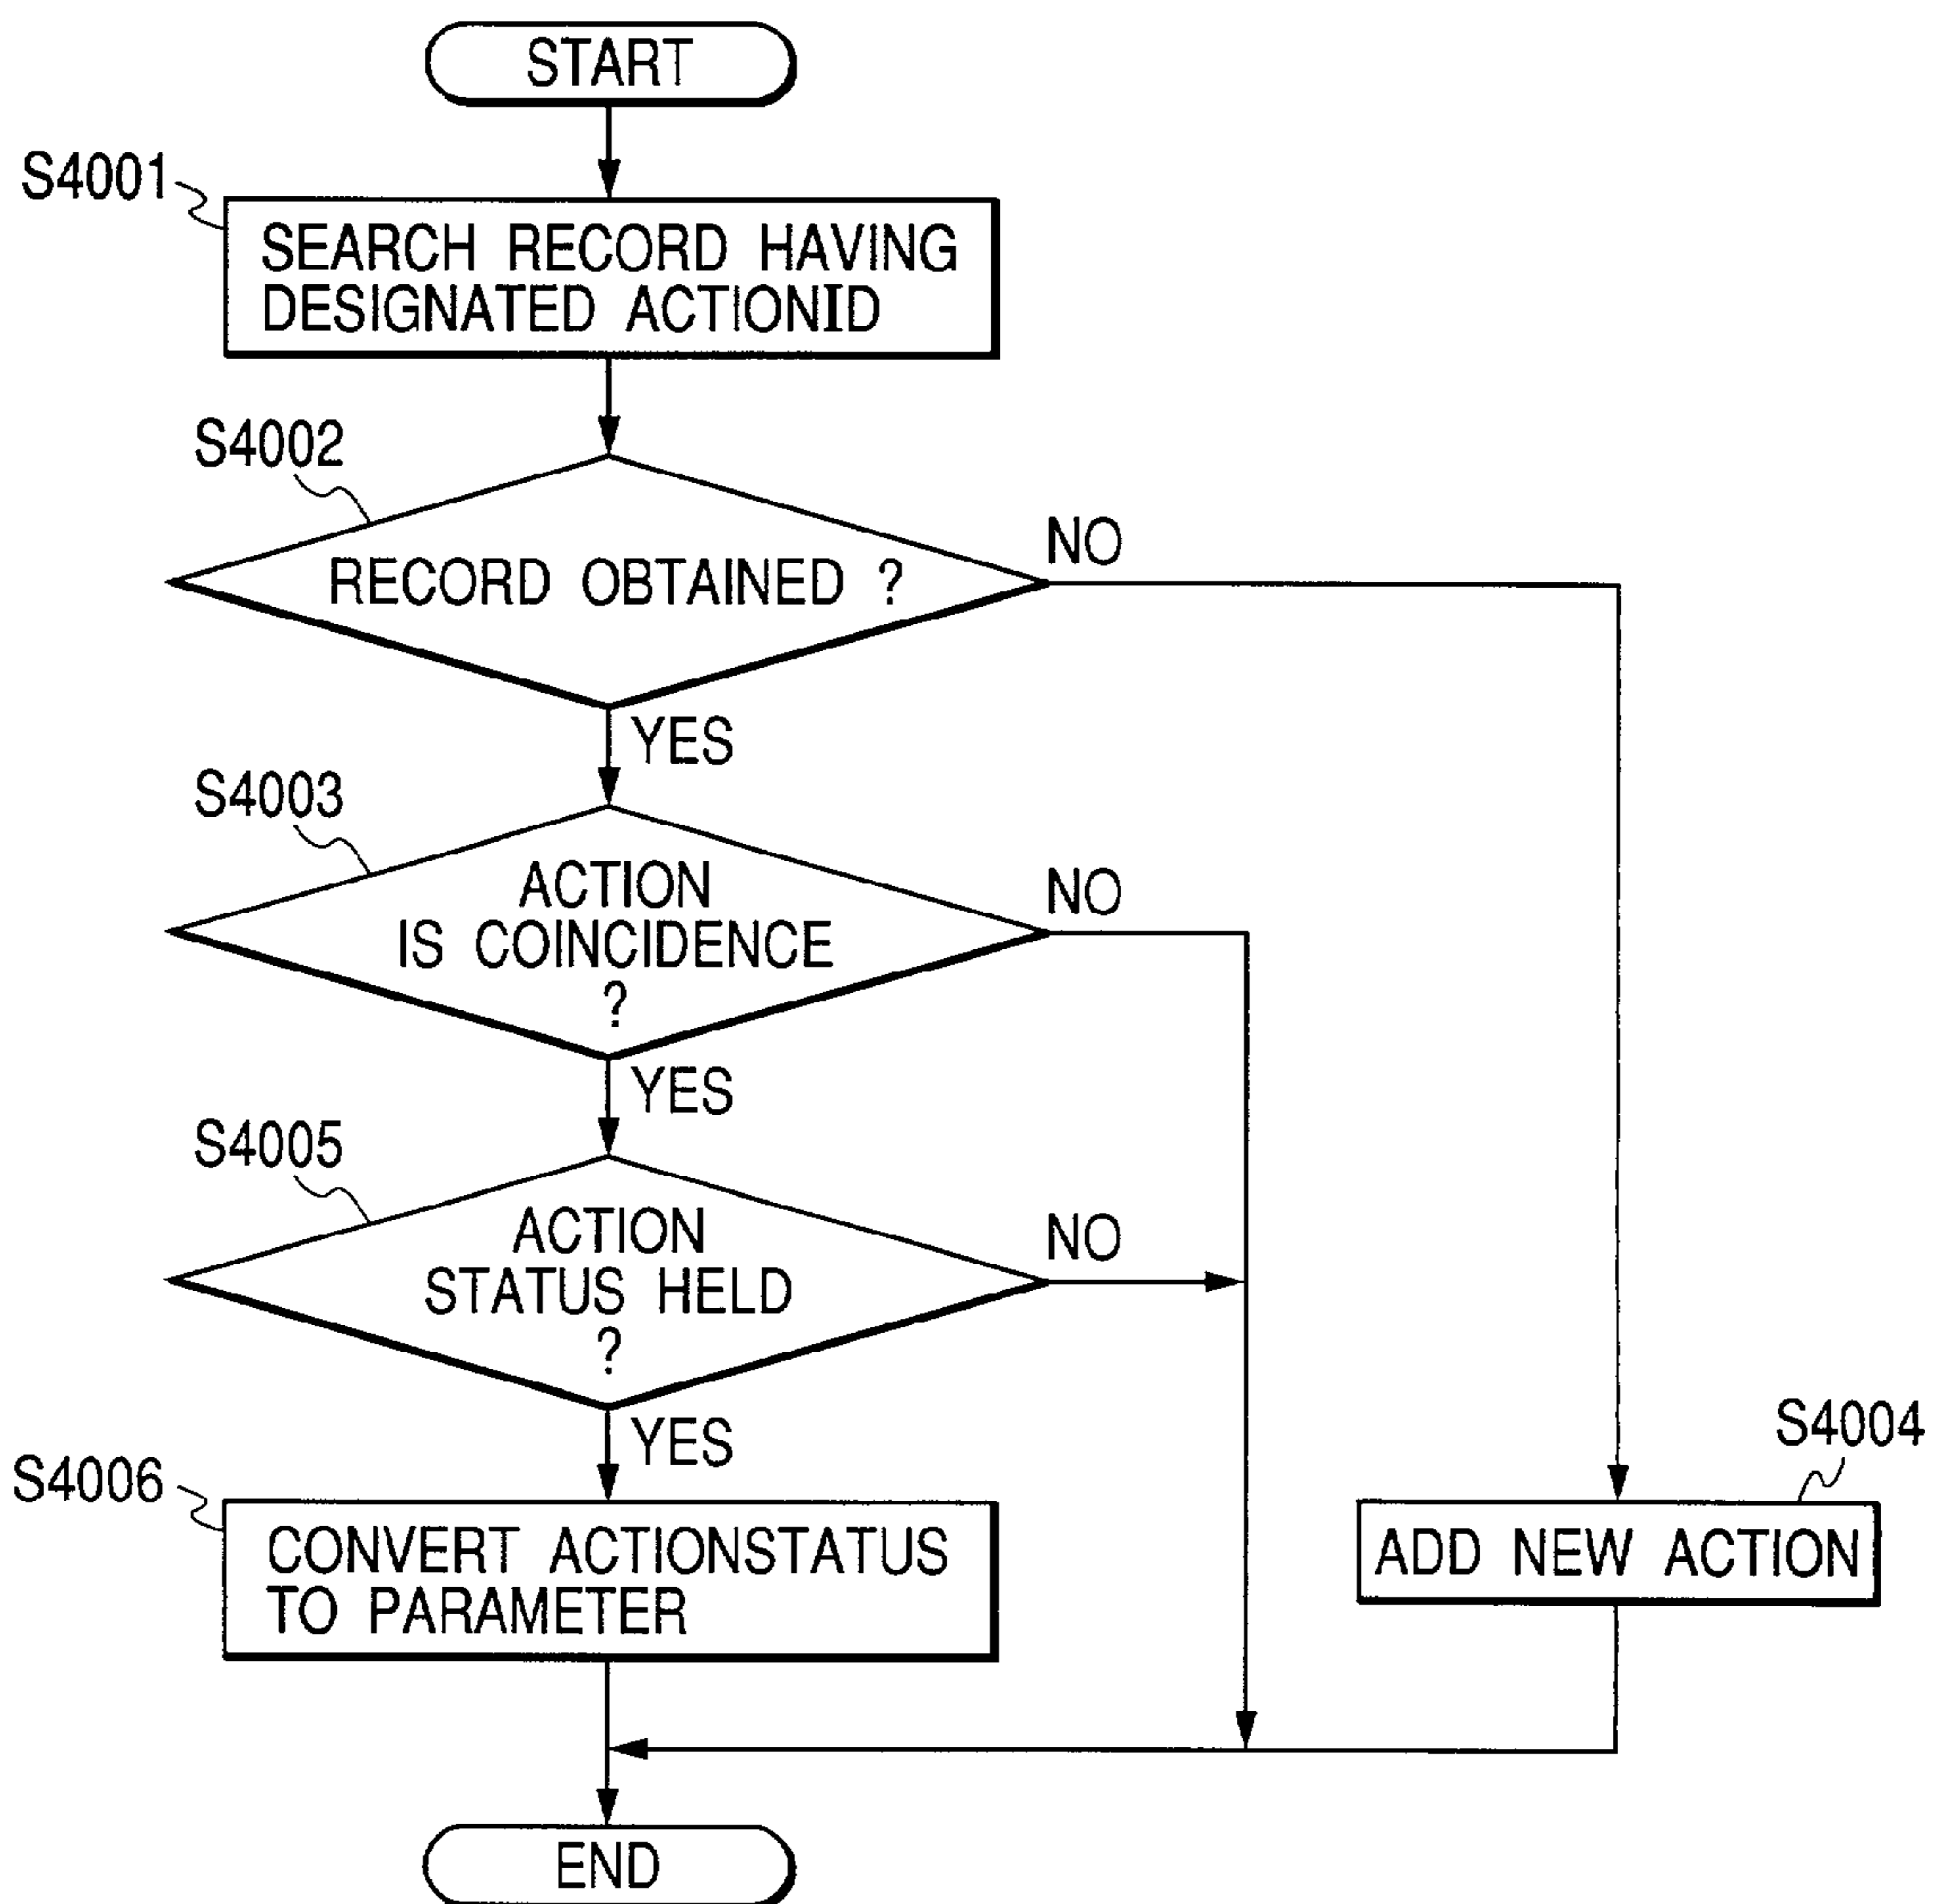 START
S4001
SEARCH RECORD HAVING
DESIGNATED ACTIONID
S4002
RECORD OBTAINED ?
NO
YES
S4003
ACTION
IS COINCIDENCE
?
NO
YES
S4005
ACTION
STATUS HELD
?
NO
YES
S4006
CONVERT ACTIONSTATUS
TO PARAMETER
S4004
ADD NEW ACTION
END